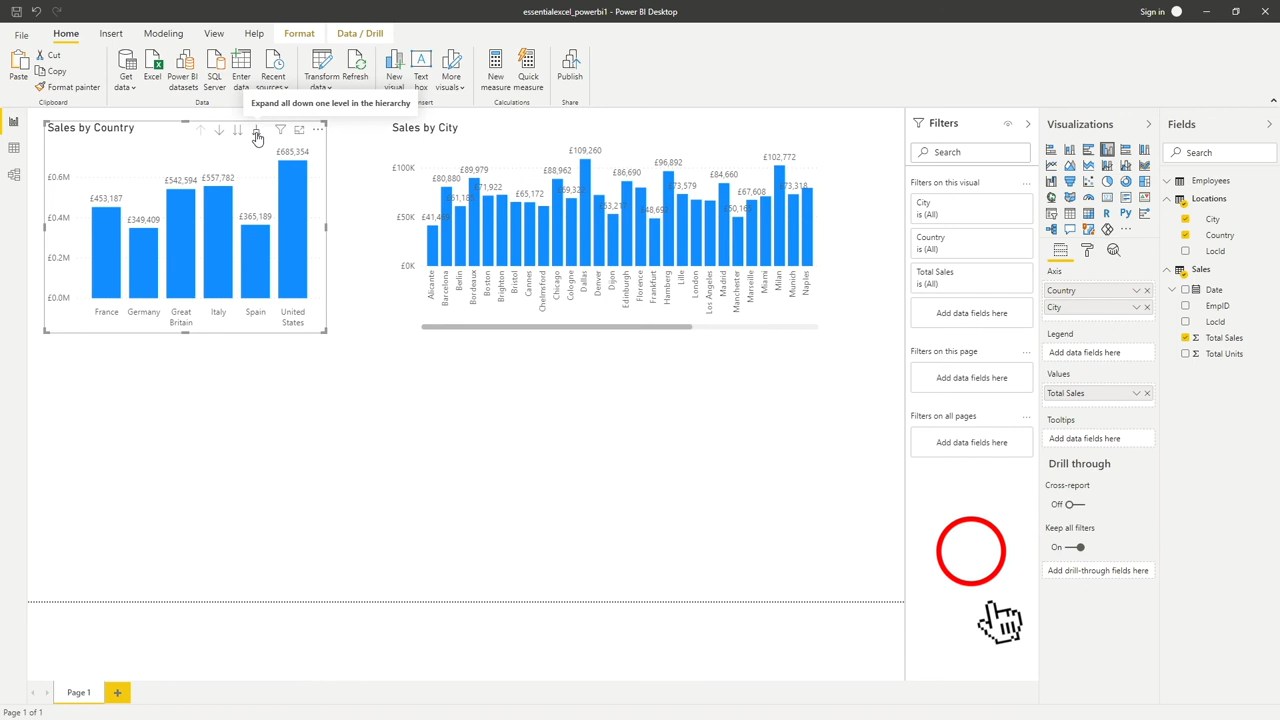 essentialexcel_powerbi1 - Power BI Desktop
Sign in
File
Home
Insert
Modeling
View
Help
Format
Data / Drill
Paste
Cut
Copy
Format painter
Get
data
Excel
Power BI
datasets
SQL
Server
Enter
data
Recent
sources
Transform
data
Refresh
New
visual
Text
box
More
visuals
New
measure
Quick
measure
Publish
Clipboard
Data
Calculations
Share
Expand all down one level in the hierarchy
Sales by Country
£0.6M
£0.4M
£0.2M
£0.0M
£453,187
£349,409
£542,594
£557,782
£365,189
£685,354
France
Germany
Great
Britain
Italy
Spain
United
States
Sales by City
£100K
£50K
£0K
£80,880
£89,979
£71,922
£65,172
£88,962
£109,260
£86,690
£96,892
£73,579
£84,660
£67,608
£102,772
£73,318
Alicante
Barcelona
Berlin
Bordeaux
Boston
Brighton
Bristol
Cannes
Chelmsford
Chicago
Cologne
Dallas
Denver
Dijon
Edinburgh
Florence
Frankfurt
Hamberg
Lille
London
Los Angeles
Madrid
Manchester
Marseille
Miami
Milan
Munich
Naples
Filters
Search
Filters on this visual
City
is (All)
Country
is (All)
Total Sales
is (All)
Add data fields here
Filters on this page
Add data fields here
Filters on all pages
Add data fields here
Visualizations
R
Py
Axis
Country
City
Legend
Add data fields here
Values
Total Sales
Tooltips
Add data fields here
Drill through
Cross-report
Off
Keep all filters
On
Add drill-through fields here
Fields
Search
Employees
Locations
City
Country
LocId
Sales
Date
EmpID
LocId
Σ Total Sales
Σ Total Units
Page 1
Page 1 of 1